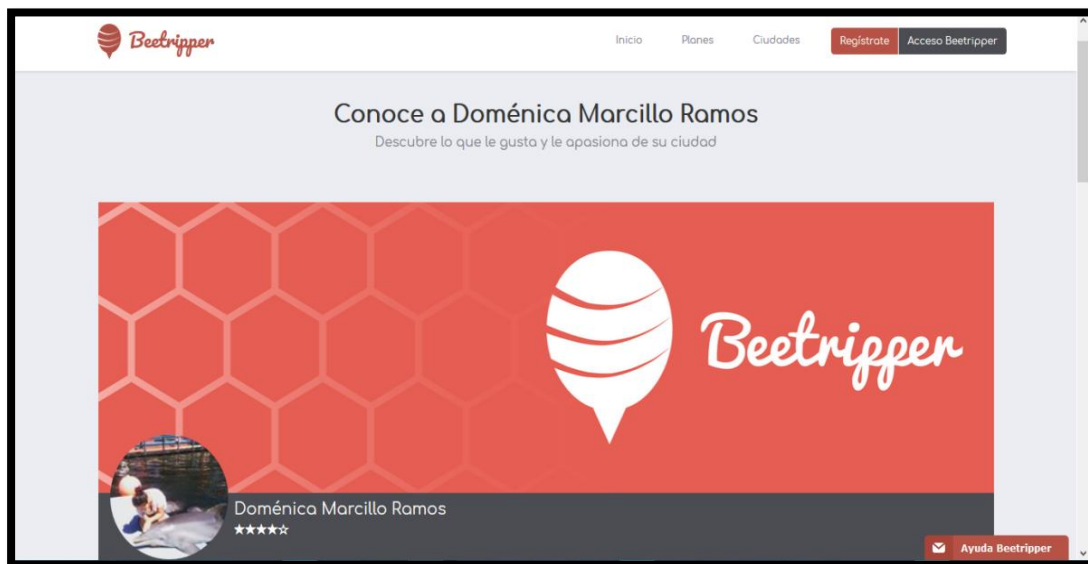 Beetripper
Inicio Planes Ciudades Regístrate Acceso Beetripper
Conoce a Doménica Marcillo Ramos
Descubre lo que le gusta y le apasiona de su ciudad
Beetripper
Doménica Marcillo Ramos
★★★★☆
Ayuda Beetripper